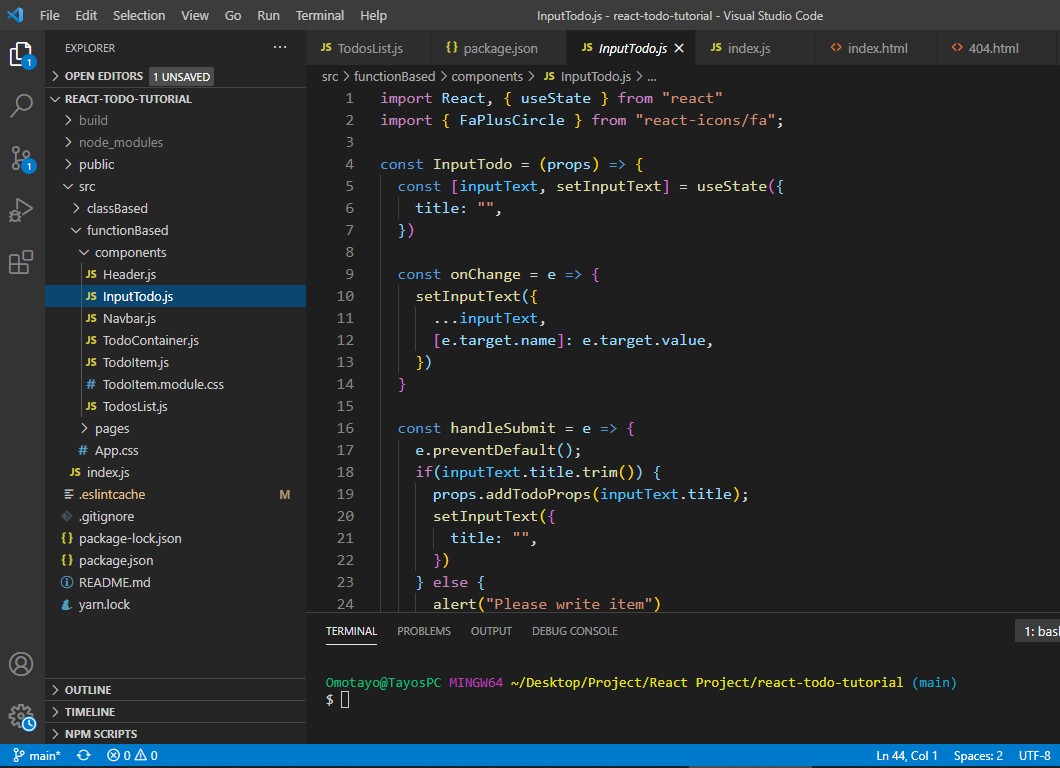 File Edit Selection View Go Run Terminal Help InputTodo.js - react-todo-tutorial - Visual Studio Code
EXPLORER ...
1
OPEN EDITORS 1 UNSAVED
REACT-TODO-TUTORIAL
build
node_modules
1
public
src
classBased
functionBased
components
JS Header.js
JS InputTodo.js
JS Navbar.js
JS TodoContainer.js
JS TodoItem.js
# TodoItem.module.css
JS TodosList.js
pages
# App.css
JS index.js
.eslintcache M
.gitignore
{} package-lock.json
{} package.json
README.md
yarn.lock
OUTLINE
TIMELINE
NPM SCRIPTS
JS TodosList.js {} package.json JS InputTodo.js × JS index.js <> index.html <> 404.html
src > functionBased > components > JS InputTodo.js > ...
1 import React, { useState } from "react"
2 import { FaPlusCircle } from "react-icons/fa";
3
4 const InputTodo = (props) => {
5 const [inputText, setInputText] = useState({
6 title: "",
7 })
8
9 const onChange = e => {
10 setInputText({
11 ...inputText,
12 [e.target.name]: e.target.value,
13 })
14 }
15
16 const handleSubmit = e => {
17 e.preventDefault();
18 if(inputText.title.trim()) {
19 props.addTodoProps(inputText.title);
20 setInputText({
21 title: "",
22 })
23 } else {
24 alert("Please write item")
TERMINAL PROBLEMS OUTPUT DEBUG CONSOLE 1: bas
Omotayo@TayosPC MINGW64 ~/Desktop/Project/React Project/react-todo-tutorial (main)
$
main* 0 0 Ln 44, Col 1 Spaces: 2 UTF-8